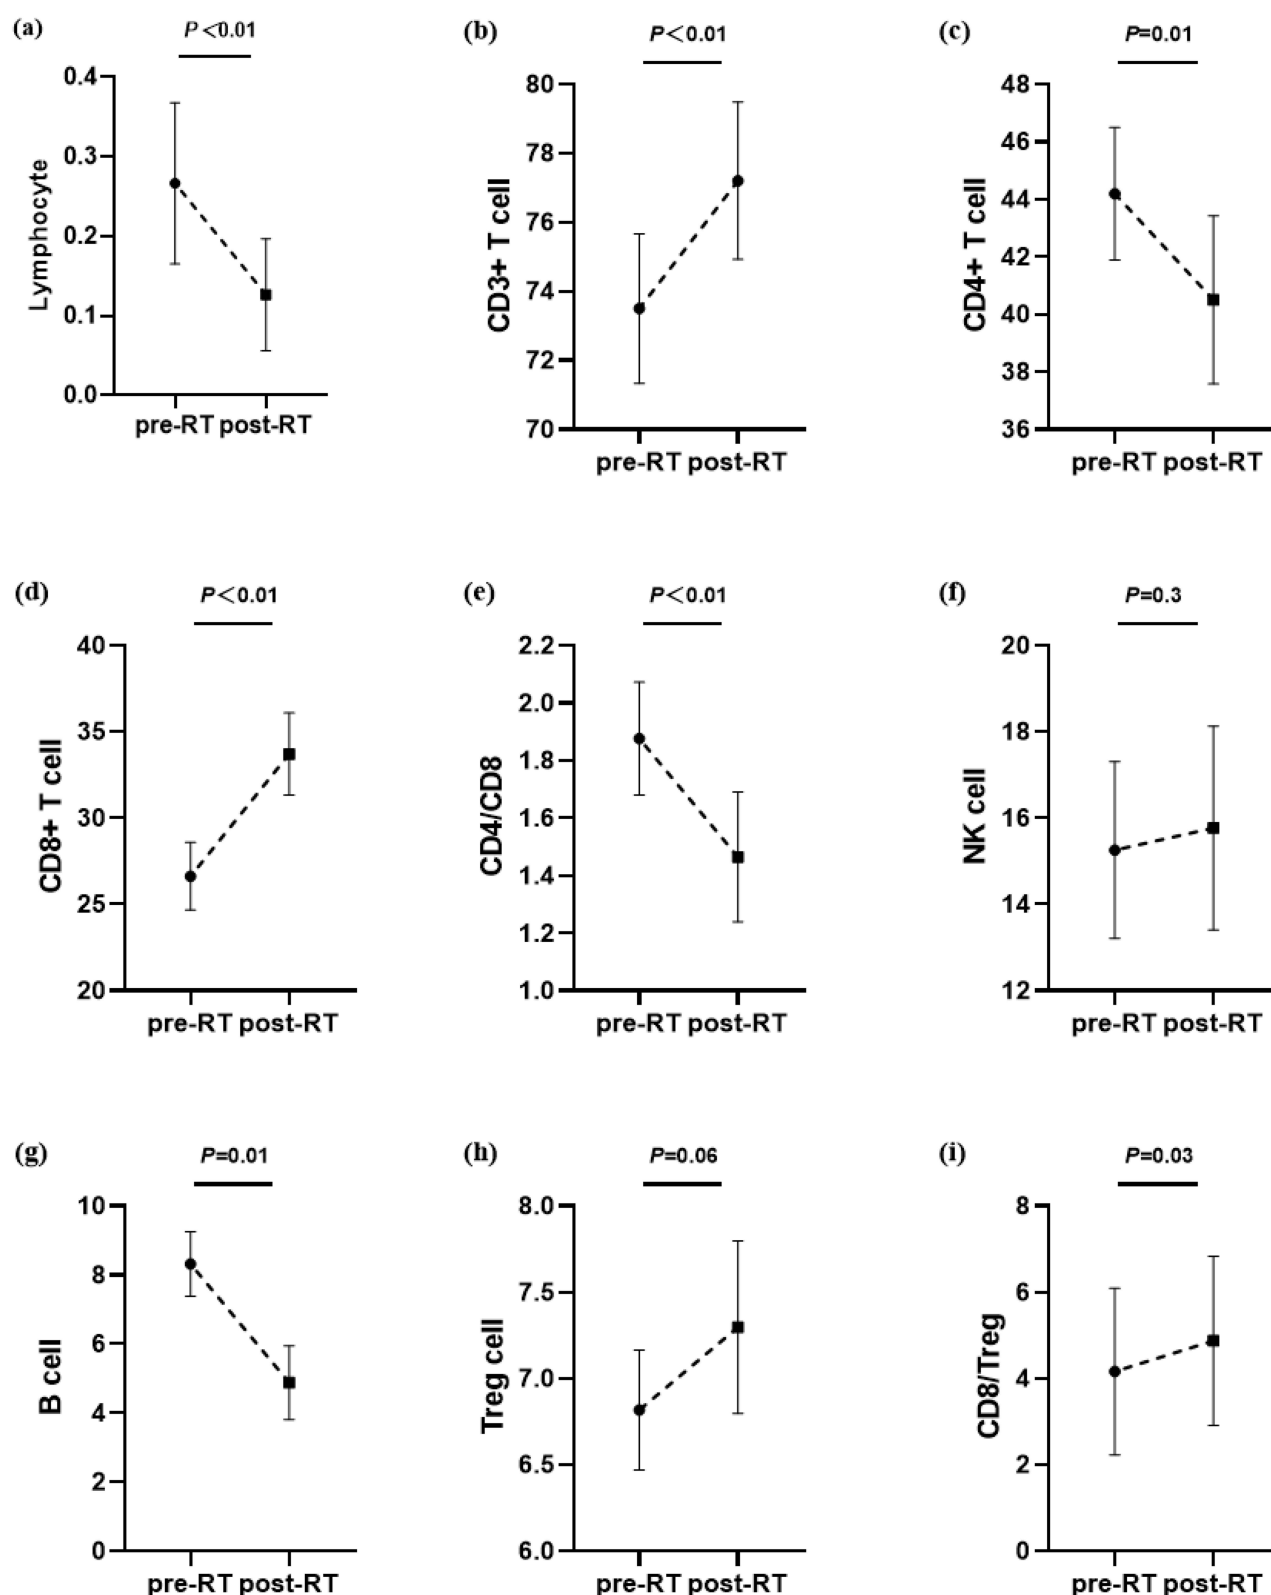 (a)
P<0.01
Lymphocyte
0.4
0.3
0.2
0.1
0.0
pre-RT post-RT
(b)
P<0.01
CD3+ T cell
80
78
76
74
72
70
pre-RT post-RT
(c)
P=0.01
CD4+ T cell
48
46
44
42
40
38
36
pre-RT post-RT
(d)
P<0.01
CD8+ T cell
40
35
30
25
20
pre-RT post-RT
(e)
P<0.01
CD4/CD8
2.2
2.0
1.8
1.6
1.4
1.2
1.0
pre-RT post-RT
(f)
P=0.3
NK cell
20
18
16
14
12
pre-RT post-RT
(g)
P=0.01
B cell
10
8
6
4
2
0
pre-RT post-RT
(h)
P=0.06
Treg cell
8.0
7.5
7.0
6.5
6.0
pre-RT post-RT
(i)
P=0.03
CD8/Treg
8
6
4
2
0
pre-RT post-RT